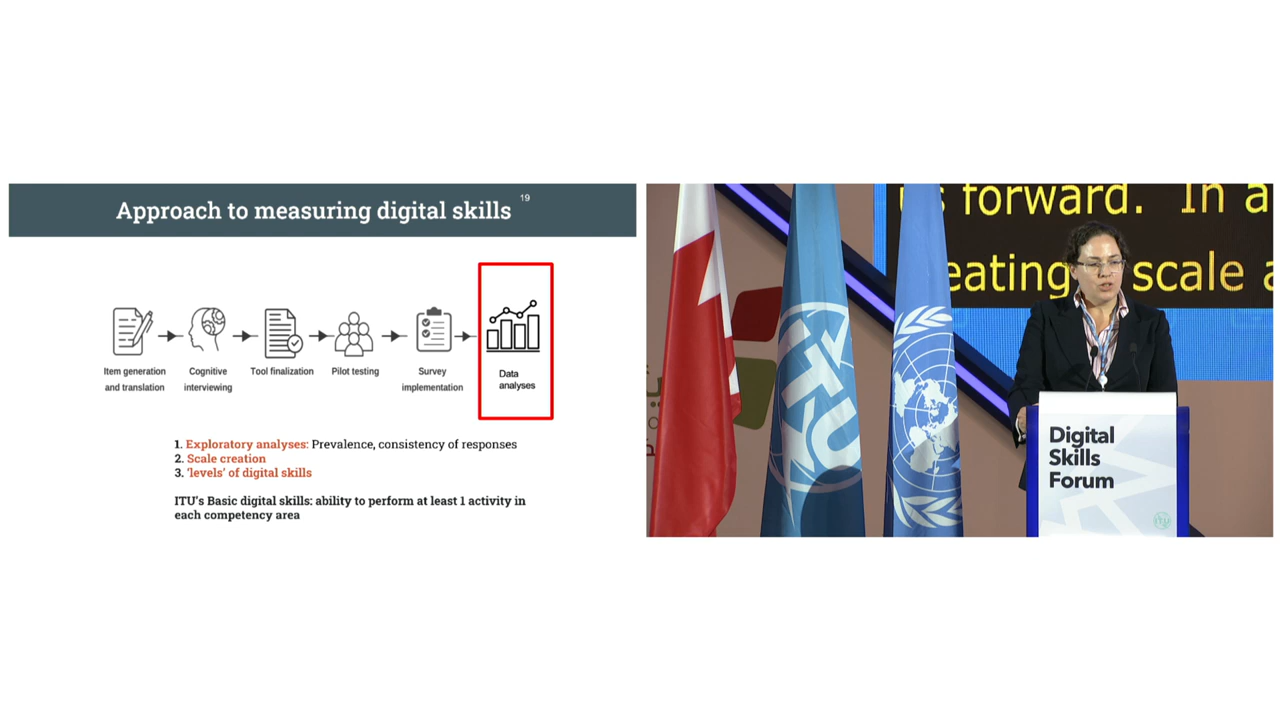 Approach to measuring digital skills
19
Item generation
and translation
Cognitive
interviewing
Tool finalization
Pilot testing
Survey
implementation
Data
analyses
1. Exploratory analyses: Prevalence, consistency of responses
2. Scale creation
3. ‘levels’ of digital skills
ITU's Basic digital skills: ability to perform at least 1 activity in
each competency area
forward. In a
eating scale a
ITU
Digital
Skills
Forum
ITU